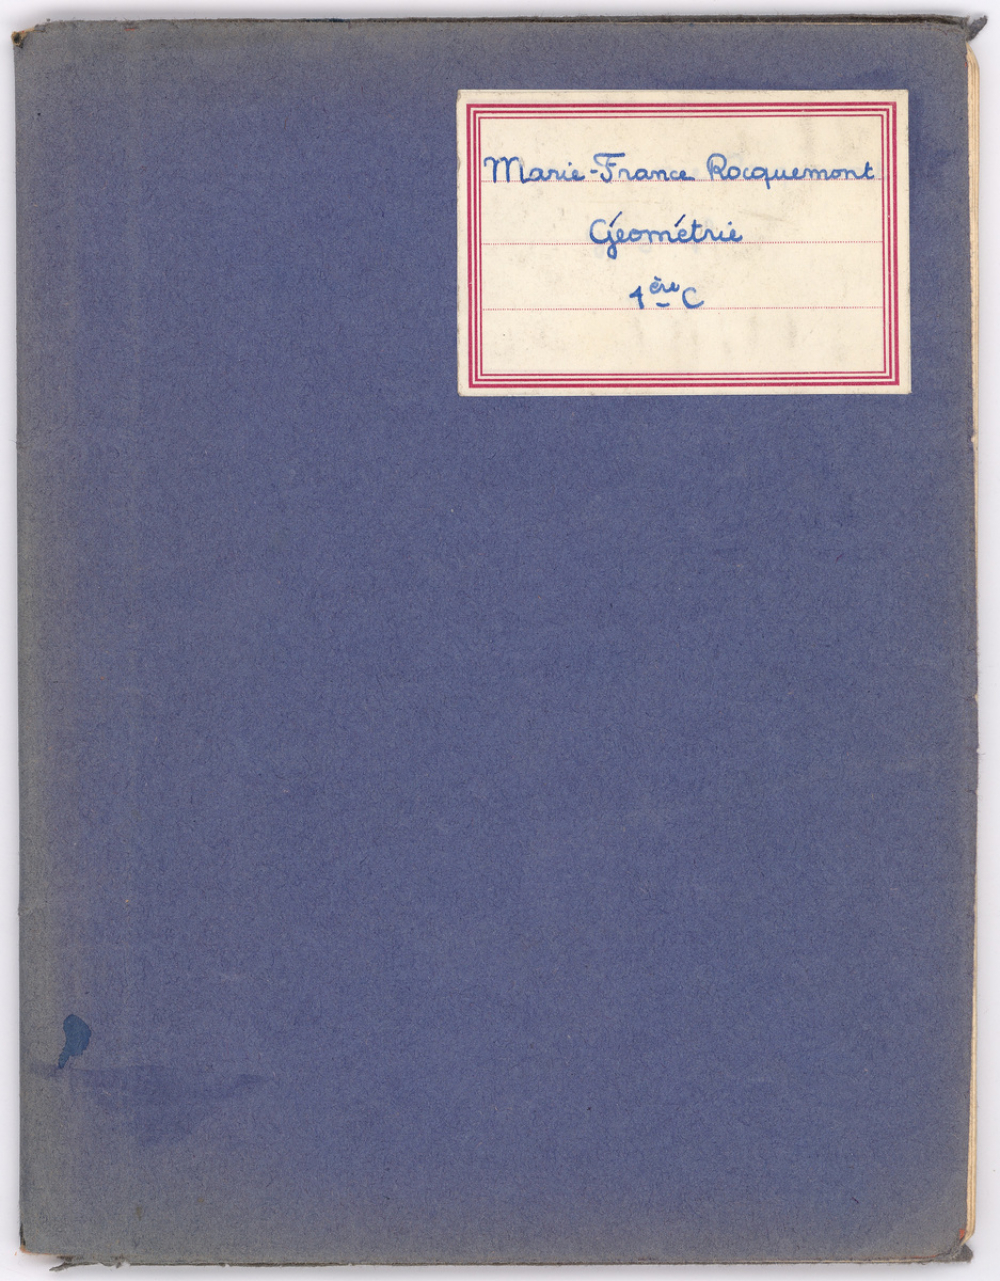 Marie-France Rocquemont
Géométrie
1ère C